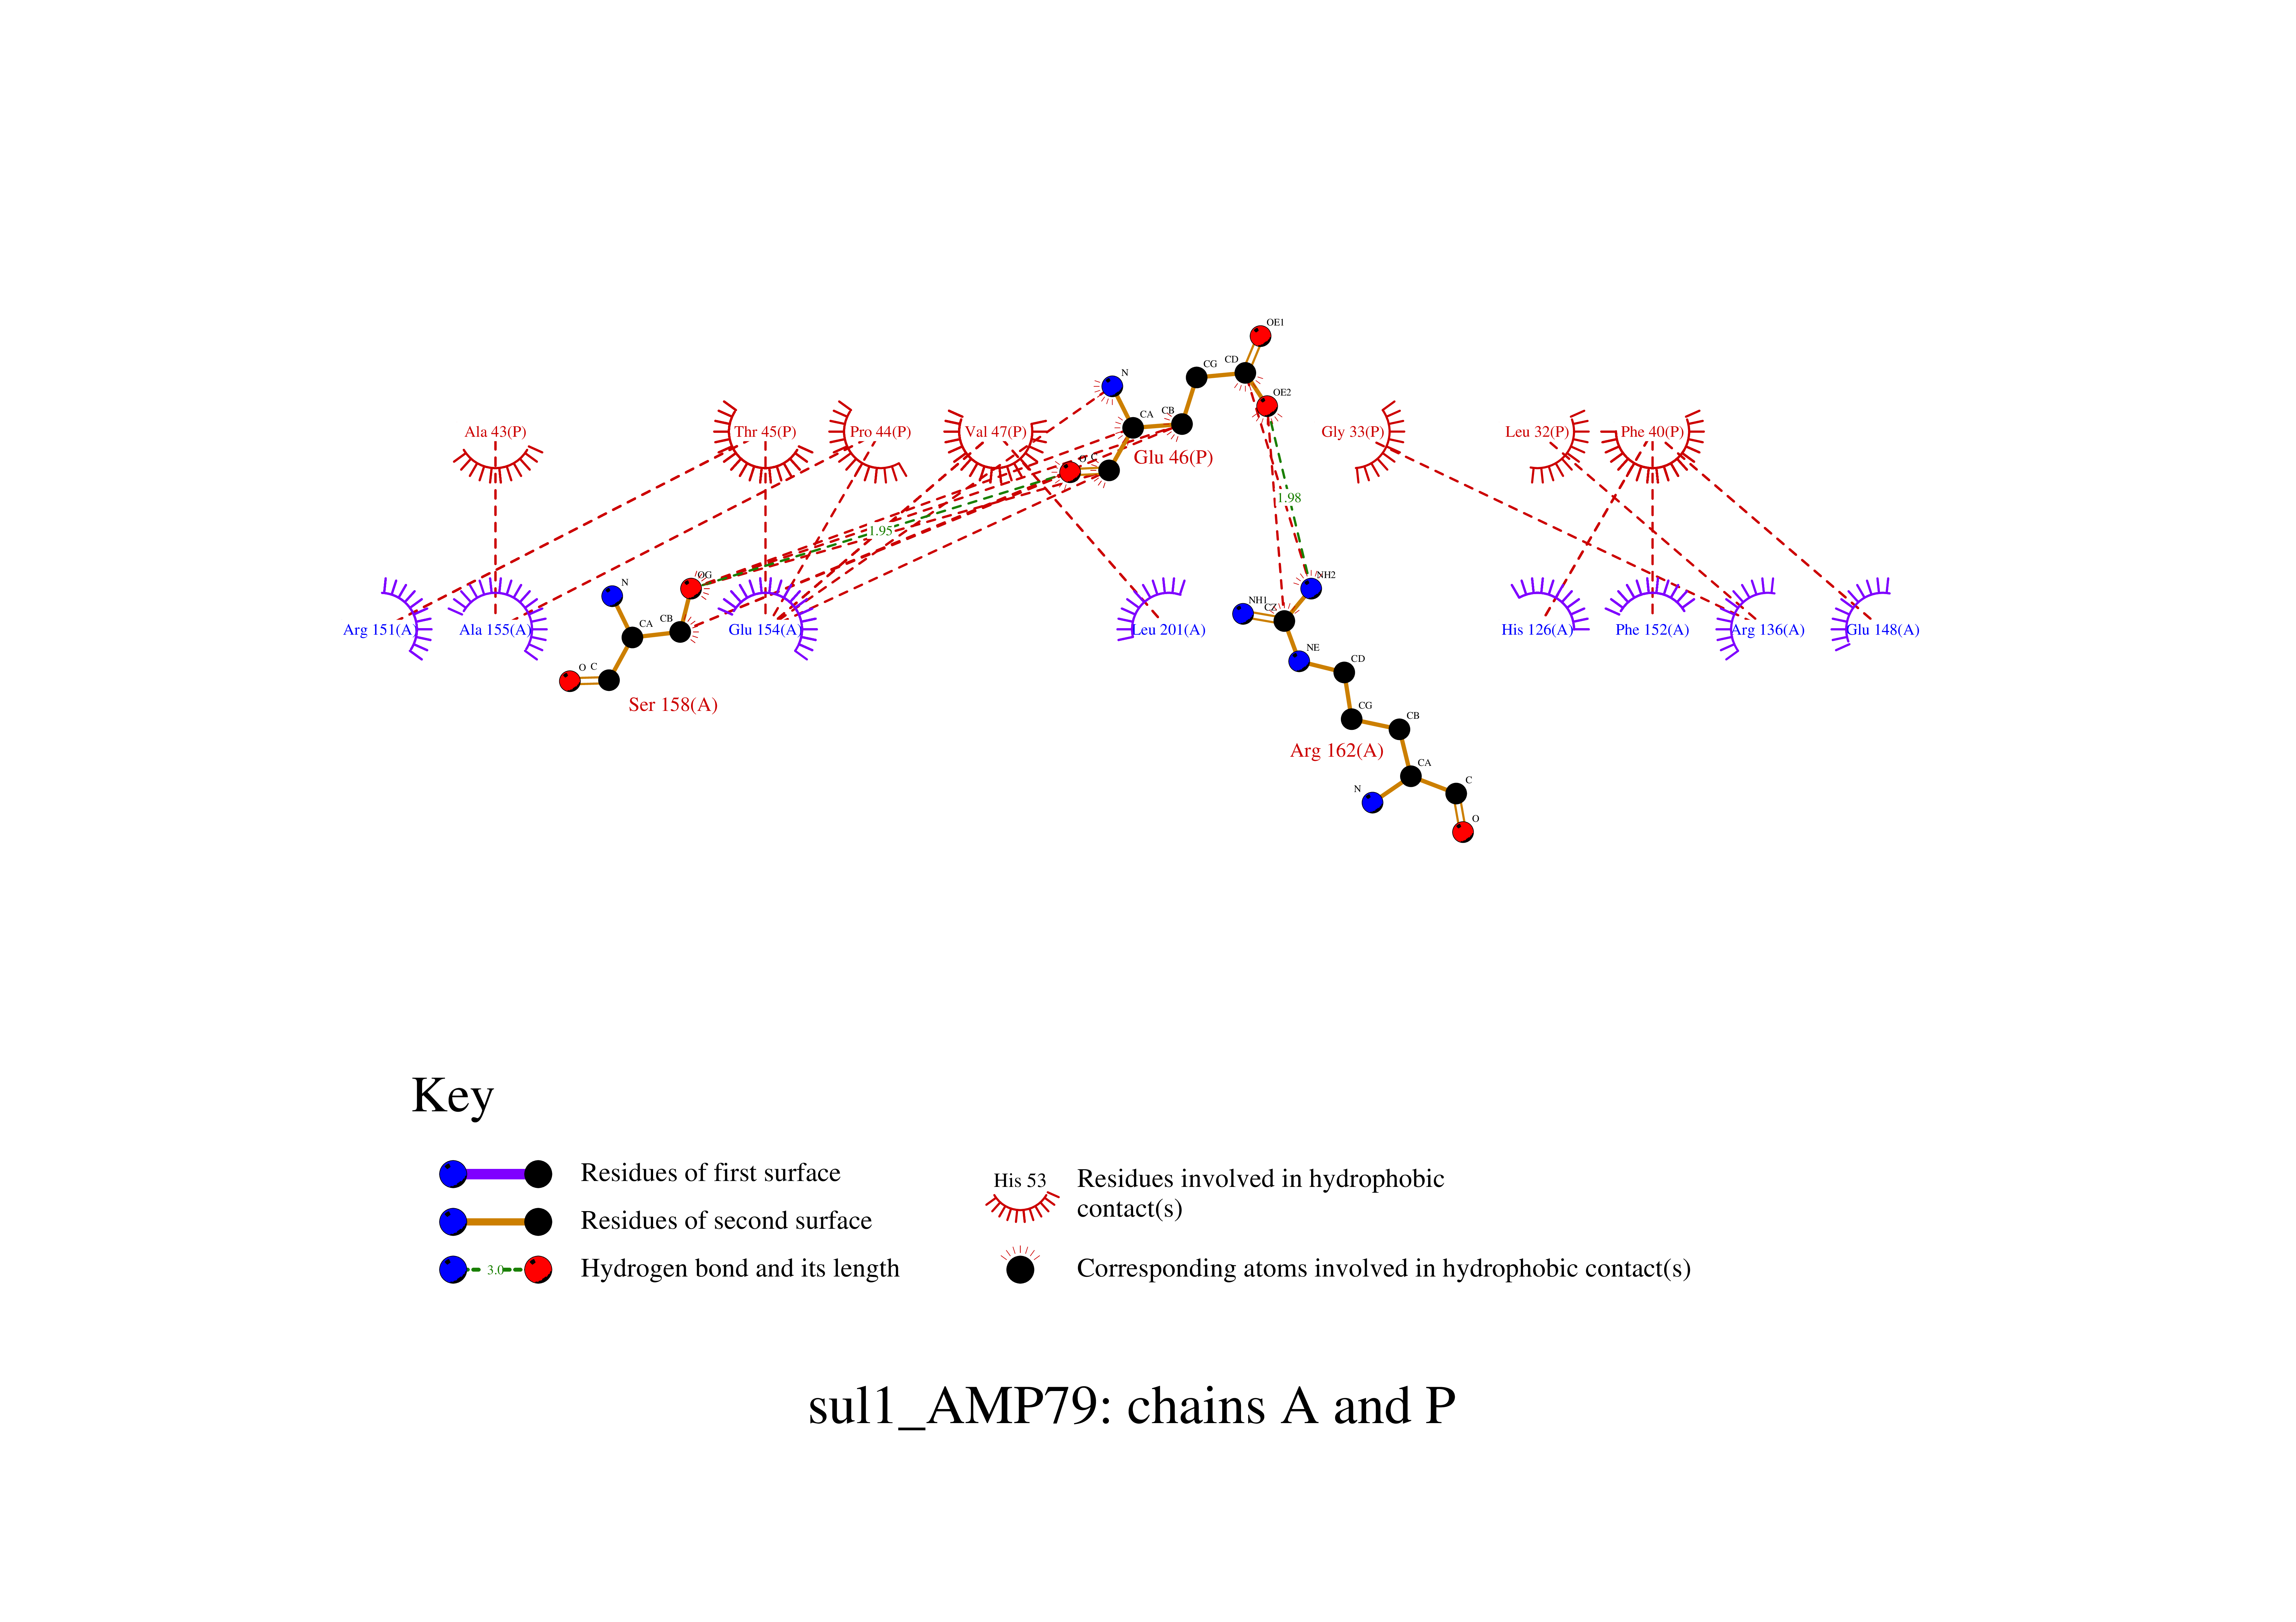 OE1
CG CD
N
OE2
CA CB
Ala 43(P) Thr 45(P) Pro 44(P) Val 47(P) Gly 33(P) Leu 32(P) Phe 40(P)
Glu 46(P)
O C
1.98
1.95
N OG NH2
NH1 CZ
CA CB
Arg 151(A) Ala 155(A) Glu 154(A) Leu 201(A) His 126(A) Phe 152(A) Arg 136(A) Glu 148(A)
NE CD
O C
Ser 158(A)
CG CB
Arg 162(A)
CA
C
N
O
Key
Residues of first surface
Residues of second surface
3.0 Hydrogen bond and its length
His 53 Residues involved in hydrophobic
contact(s)
Corresponding atoms involved in hydrophobic contact(s)
sul1_AMP79: chains A and P